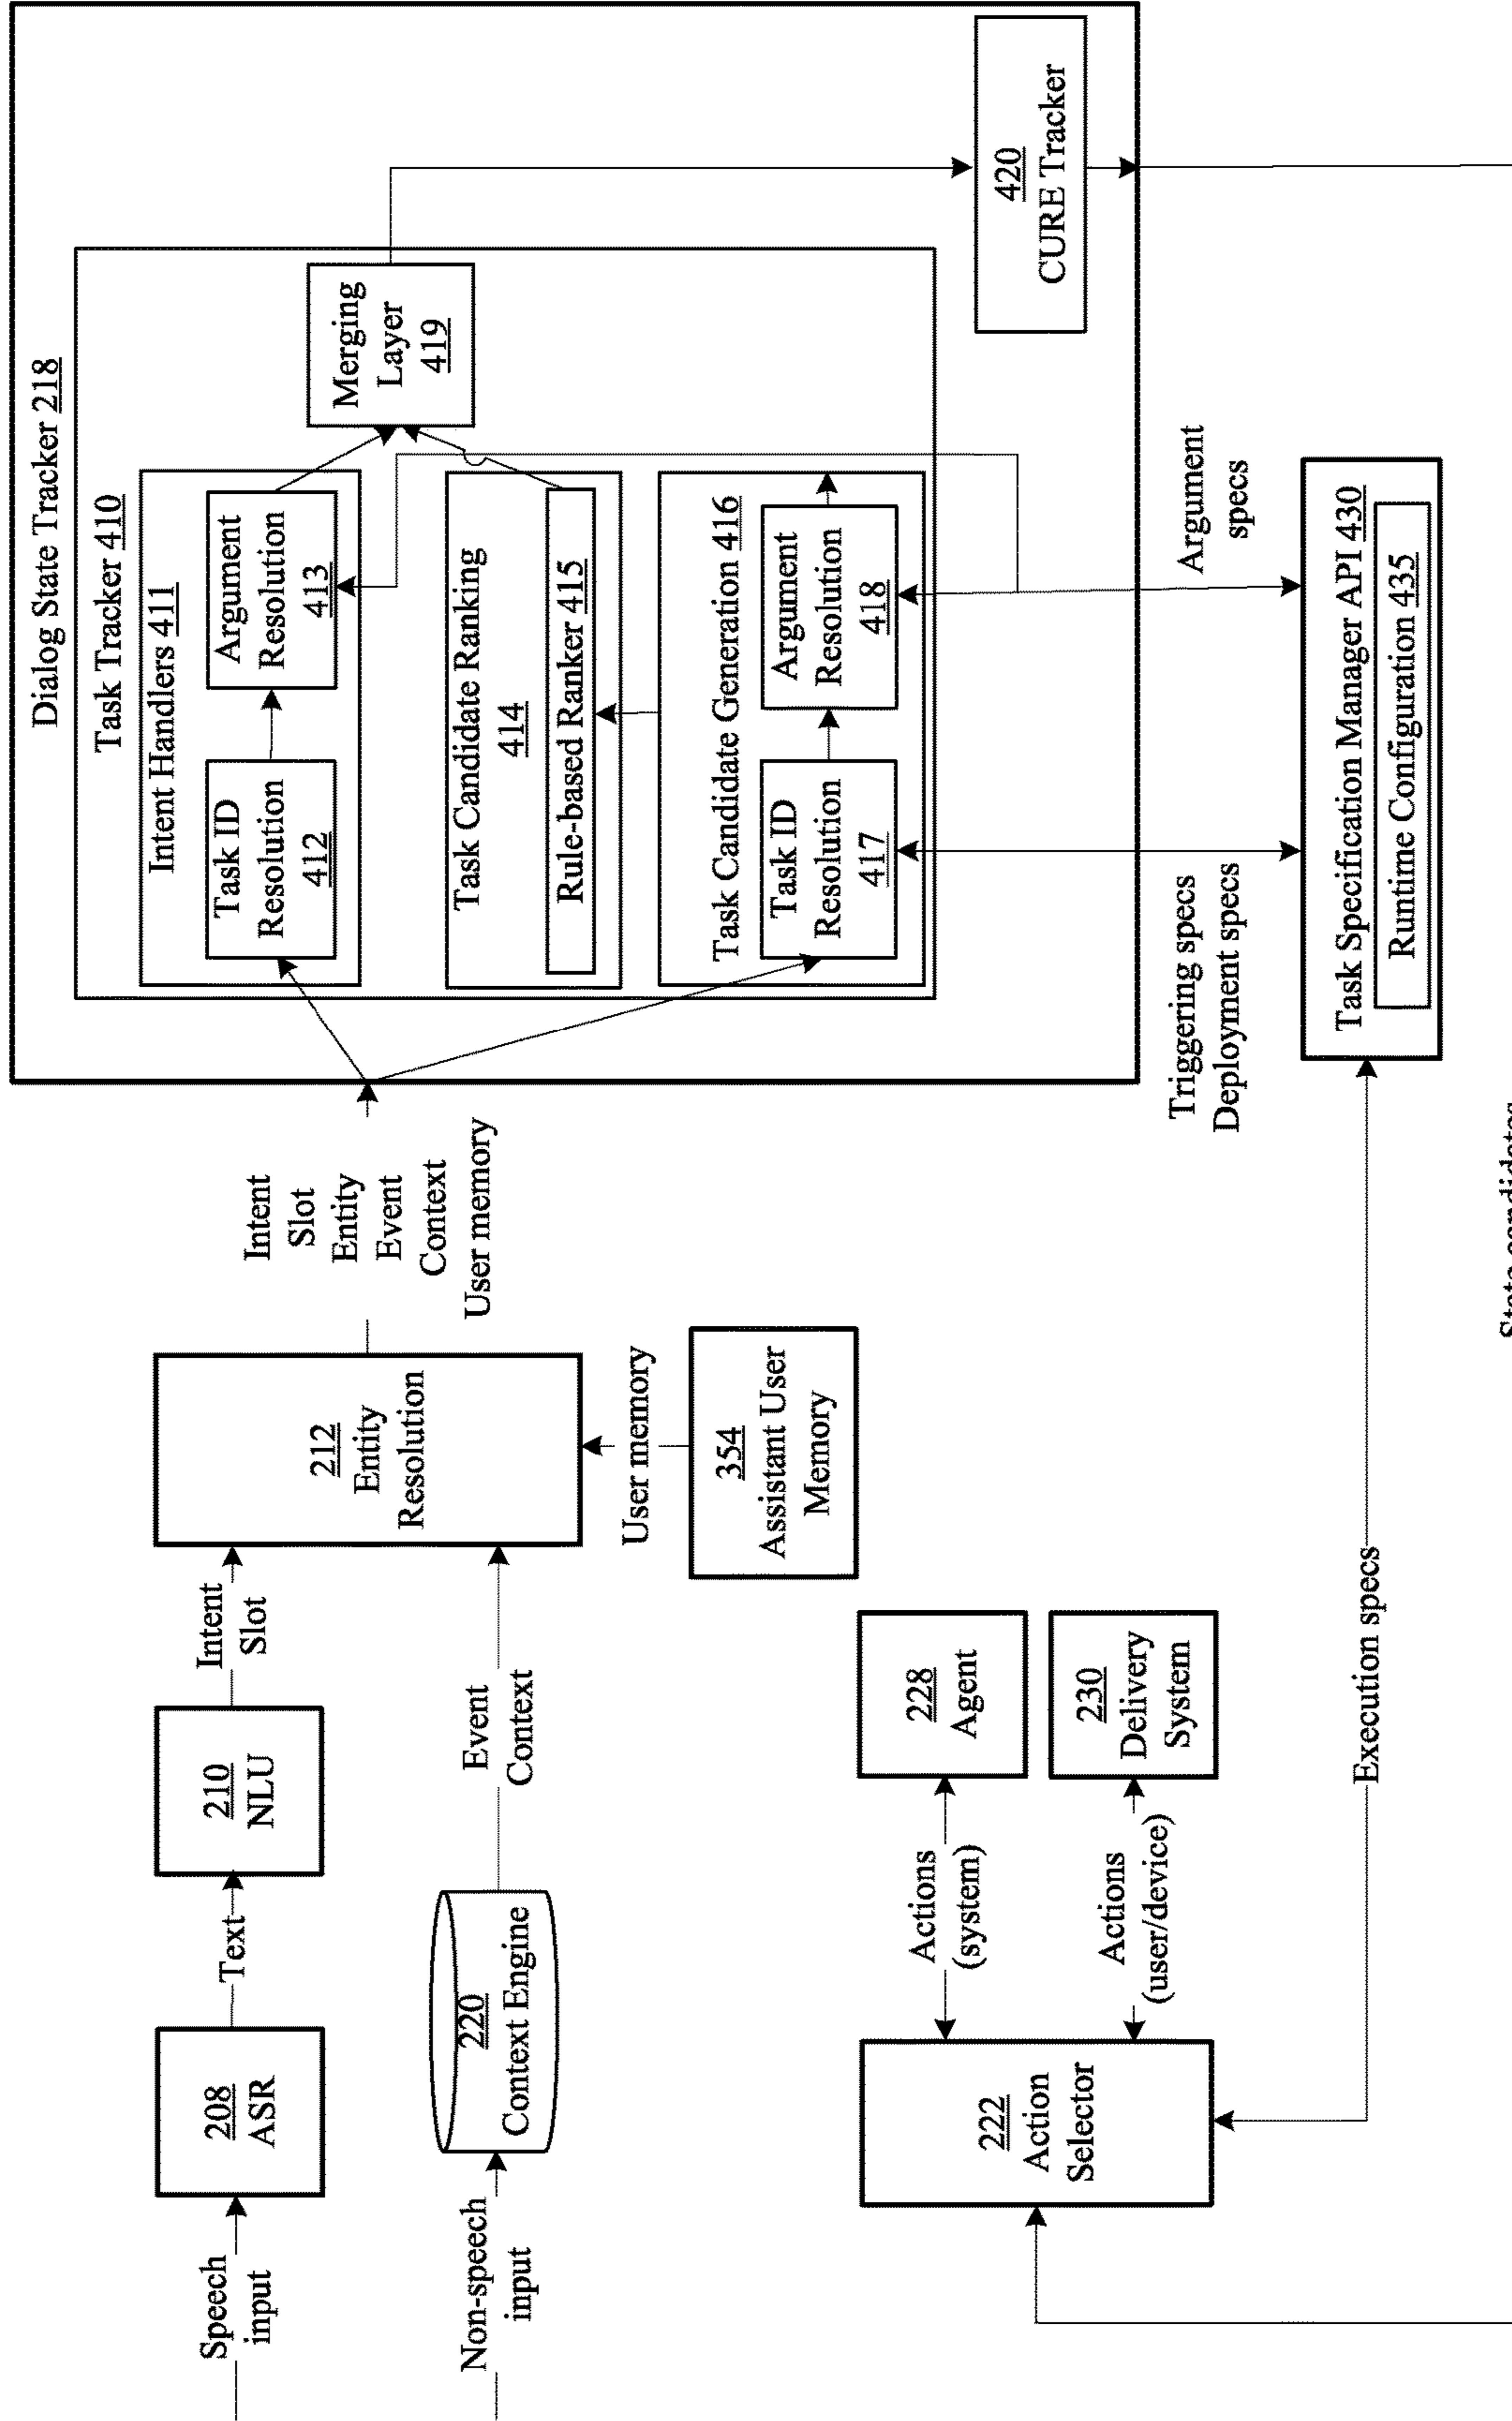 Dialog State Tracker 218
Task Tracker 410
Intent Handlers 411
Task ID
Resolution
412
Argument
Resolution
413
Merging
Layer
419
Task Candidate Ranking
414
Rule-based Ranker 415
Task Candidate Generation 416
Task ID
Resolution
417
Argument
Resolution
418
420
CURE Tracker
Speech
input
208
ASR
Text
210
NLU
Intent
Slot
Non-speech
input
220
Context Engine
Event
Context
212
Entity
Resolution
User memory
354
Assistant User
Memory
Intent
Slot
Entity
Event
Context
User memory
Triggering specs
Deployment specs
Argument
specs
Task Specification Manager API 430
Runtime Configuration 435
222
Action
Selector
Actions
(system)
228
Agent
Actions
(user/device)
230
Delivery
System
Execution specs